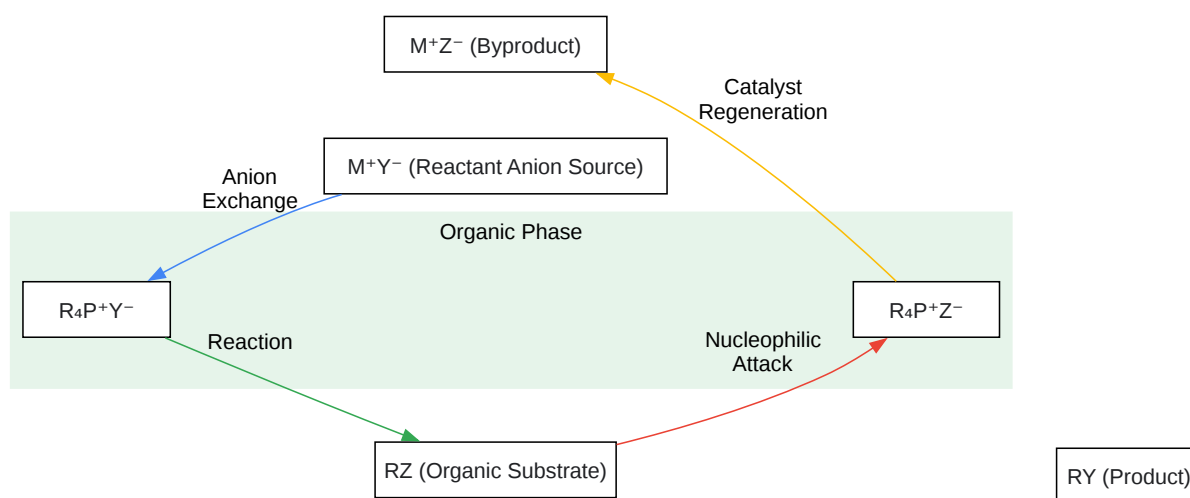 M⁺Z⁻ (Byproduct)
Catalyst
Regeneration
M⁺Y⁻ (Reactant Anion Source)
Anion
Exchange
Organic Phase
R₄P⁺Y⁻
R₄P⁺Z⁻
Reaction
Nucleophilic
Attack
RZ (Organic Substrate)
RY (Product)